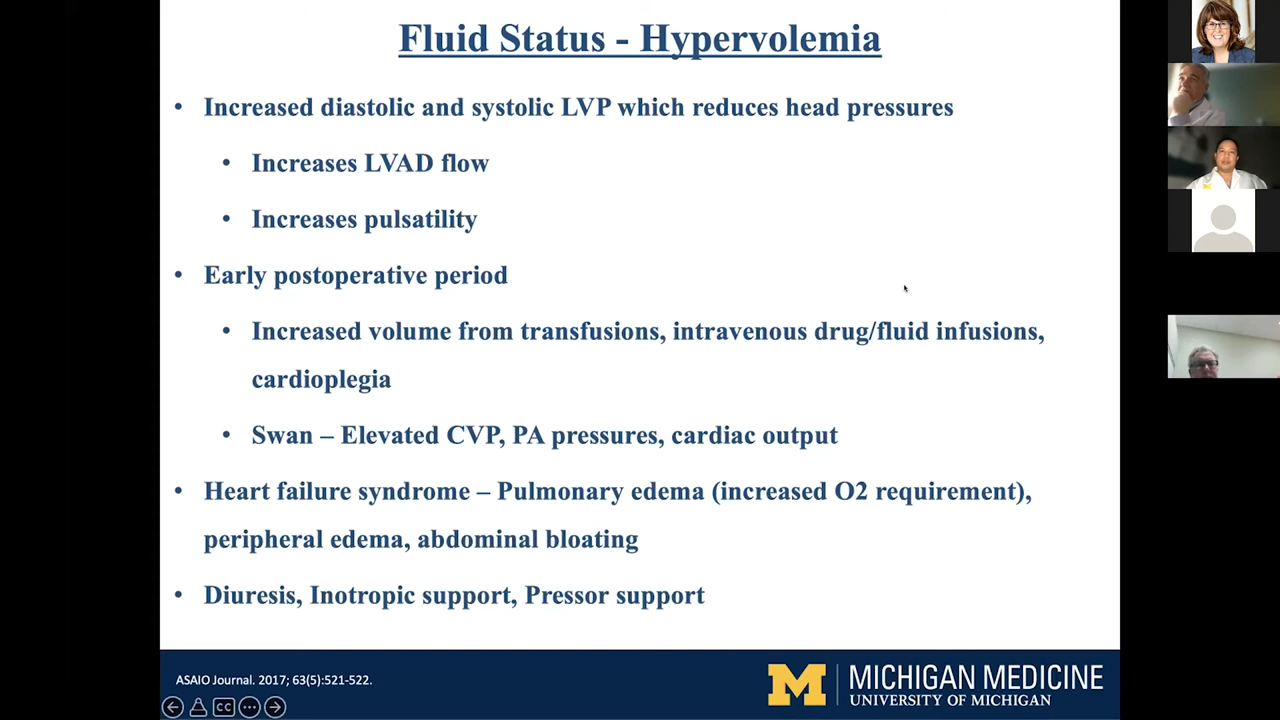 Fluid Status - Hypervolemia
• Increased diastolic and systolic LVP which reduces head pressures
• Increases LVAD flow
• Increases pulsatility
• Early postoperative period
• Increased volume from transfusions, intravenous drug/fluid infusions,
cardioplegia
• Swan – Elevated CVP, PA pressures, cardiac output
• Heart failure syndrome – Pulmonary edema (increased O2 requirement),
peripheral edema, abdominal bloating
• Diuresis, Inotropic support, Pressor support
ASAIO Journal. 2017; 63(5):521-522.
CC
M
MICHIGAN MEDICINE
UNIVERSITY OF MICHIGAN